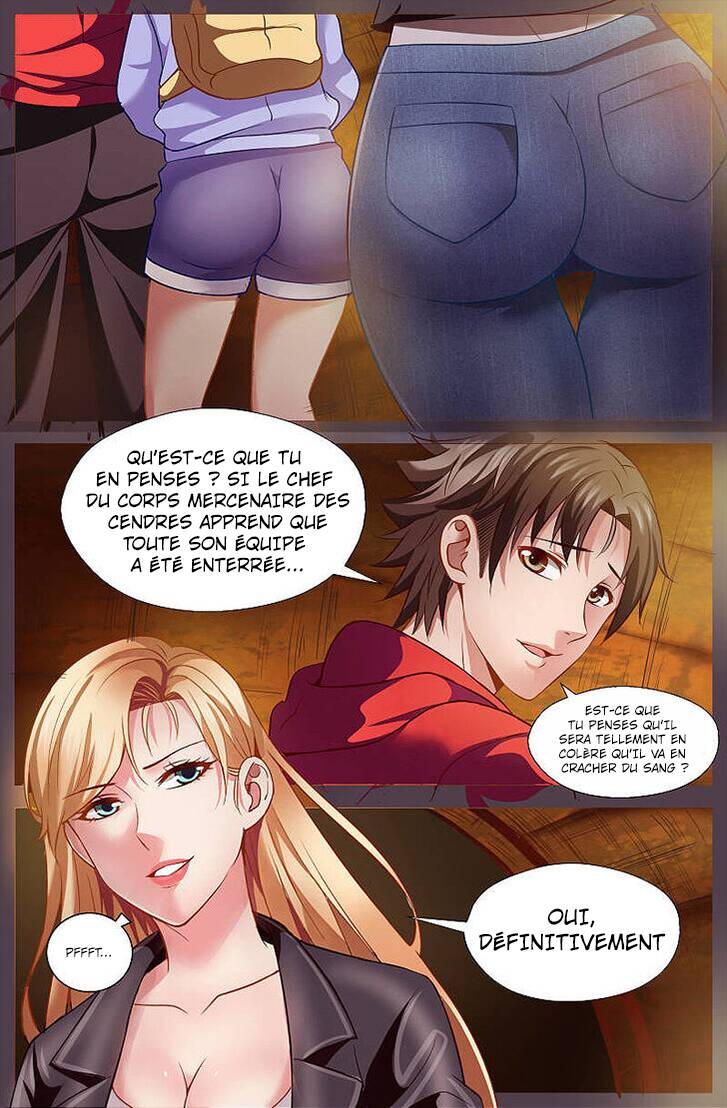 QU'EST-CE QUE TU
EN PENSES ? SI LE CHEF
DU CORPS MERCENAIRE DES
CENDRES APPREND QUE
TOUTE SON ÉQUIPE
A ÉTÉ ENTERRÉE...
EST-CE QUE
TU PENSES QU'IL
SERA TELLEMENT EN
COLÈRE QU'IL VA EN
CRACHER DU SANG ?
PFFFT...
OUI,
DÉFINITIVEMENT